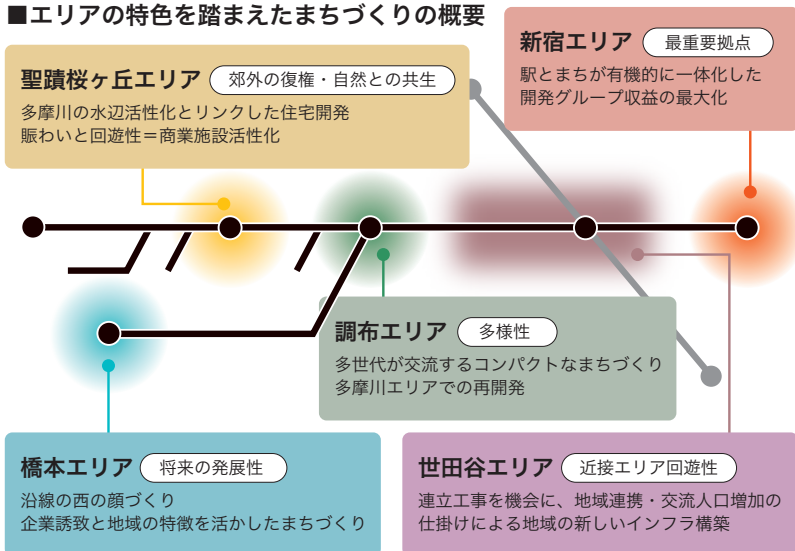 ■エリアの特色を踏まえたまちづくりの概要
新宿エリア 最重要拠点
駅とまちが有機的に一体化した
開発グループ収益の最大化
聖蹟桜ヶ丘エリア 郊外の復権・自然との共生
多摩川の水辺活性化とリンクした住宅開発
賑わいと回遊性＝商業施設活性化
調布エリア 多様性
多世代が交流するコンパクトなまちづくり
多摩川エリアでの再開発
橋本エリア 将来の発展性
沿線の西の顔づくり
企業誘致と地域の特徴を活かしたまちづくり
世田谷エリア 近接エリア回遊性
連立工事を機会に、地域連携・交流人口増加の
仕掛けによる地域の新しいインフラ構築